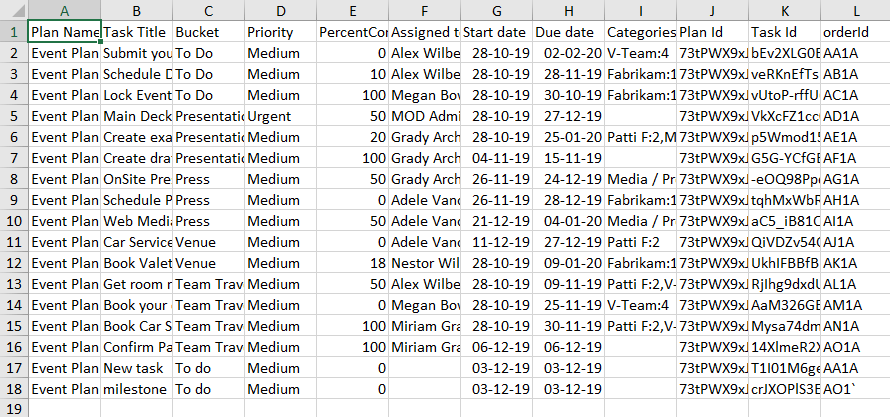 A B C D E F G H I J K L
1 Plan Name Task Title Bucket Priority PercentCor Assigned t Start date Due date Categories Plan Id Task Id orderId
2 Event Plan Submit you To Do Medium 0 Alex Wilbe 28-10-19 02-02-20 V-Team:4 73tPWX9xJ bEv2XLG0E AA1A
3 Event Plan Schedule D To Do Medium 10 Alex Wilbe 28-10-19 28-11-19 Fabrikam:1 73tPWX9xJ veRKnEfTs AB1A
4 Event Plan Lock Event To Do Medium 100 Megan Bow 28-10-19 30-10-19 Fabrikam:1 73tPWX9xJ vUtoP-rffU AC1A
5 Event Plan Main Deck Presentatio Urgent 50 MOD Admi 28-10-19 27-12-19 73tPWX9xJ VkXcFZ1cc AD1A
6 Event Plan Create exa Presentatic Medium 20 Grady Arch 28-10-19 25-01-20 Patti F:2,M 73tPWX9xJ p5Wmod15 AE1A
7 Event Plan Create dra Presentatic Medium 100 Grady Arch 04-11-19 15-11-19 73tPWX9xJ G5G-YCfGE AF1A
8 Event Plan OnSite Pre Press Medium 50 Grady Arch 26-11-19 24-12-19 Media / Pr 73tPWX9xJ -eOQ98Pp AG1A
9 Event Plan Schedule P Press Medium 0 Adele Vanc 26-11-19 28-12-19 Fabrikam:1 73tPWX9xJ tqhMxWbR AH1A
10 Event Plan Web Medi Press Medium 50 Adele Vanc 21-12-19 04-01-20 Media / Pr 73tPWX9xJ aC5_iB81C AI1A
11 Event Plan Car Service Venue Medium 0 Adele Vanc 11-12-19 27-12-19 Patti F:2 73tPWX9xJ QiVDZv54 AJ1A
12 Event Plan Book Valet Venue Medium 18 Nestor Wil 28-10-19 09-01-20 Fabrikam:1 73tPWX9xJ UkhIFBBfB AK1A
13 Event Plan Get room r Team Trav Medium 50 Alex Wilbe 28-10-19 09-11-19 Patti F:2,V- 73tPWX9xJ RjIhg9dxdU AL1A
14 Event Plan Book your Team Trav Medium 0 Megan Bow 28-10-19 25-11-19 V-Team:4 73tPWX9xJ AaM326GE AM1A
15 Event Plan Book Car S Team Trav Medium 100 Miriam Gra 28-10-19 30-11-19 Patti F:2,V- 73tPWX9xJ Mysa74dm AN1A
16 Event Plan Confirm Pa Team Trav Medium 100 Miriam Gra 06-12-19 06-12-19 73tPWX9xJ 14XlmeR2X AO1A
17 Event Plan New task To do Medium 0 03-12-19 03-12-19 73tPWX9xJ T1I01M6ge AA1A
18 Event Plan milestone To do Medium 0 03-12-19 03-12-19 73tPWX9xJ crJXOPlS3E AO1`
19